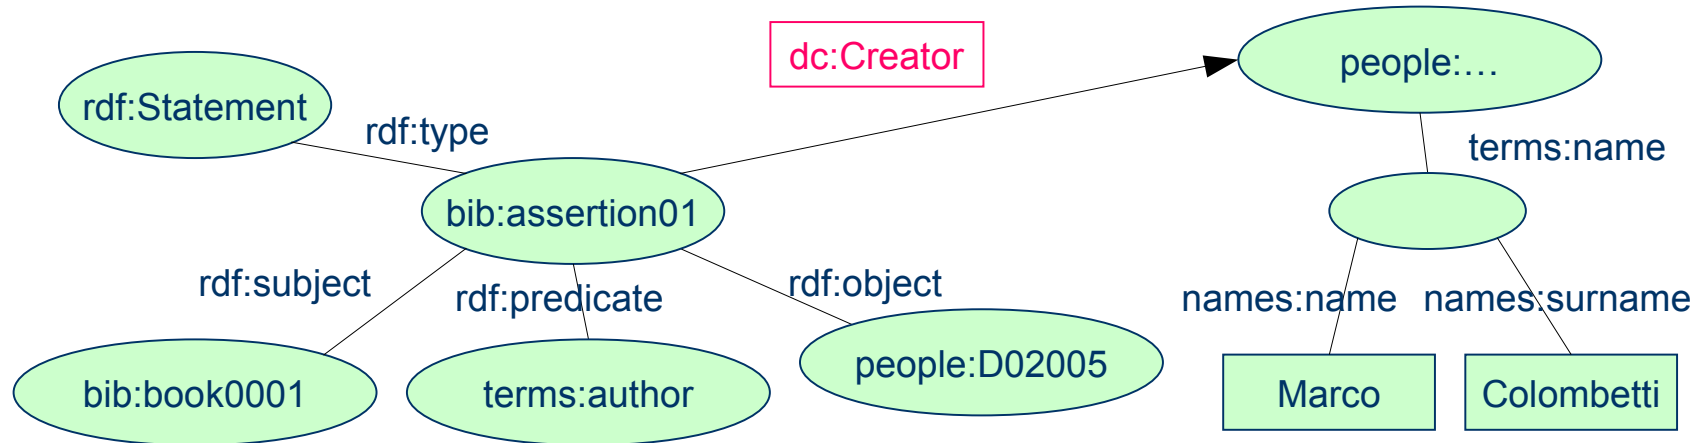 dc:Creator
people:…
rdf:Statement
rdf:type
terms:name
bib:assertion01
rdf:subject
rdf:predicate
rdf:object
names:name
names:surname
bib:book0001
terms:author
people:D02005
Marco
Colombetti